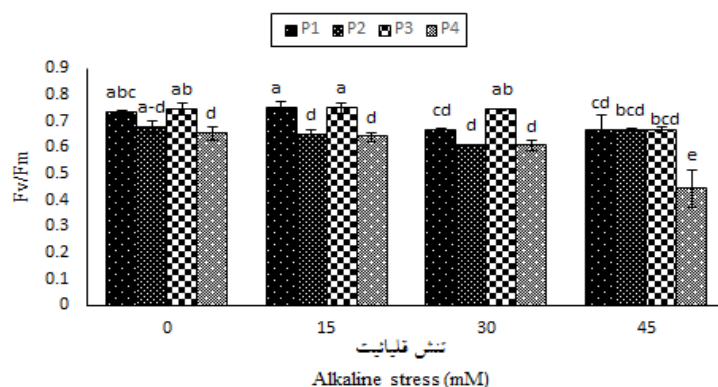 P1 P2 P3 P4
Fv/Fm
0.9
0.8
0.7
0.6
0.5
0.4
0.3
0.2
0.1
0
abc a-d ab d a d a d cd d ab d cd bcd bcd e
0 15 30 45
تنش قلیائیت
Alkaline stress (mM)